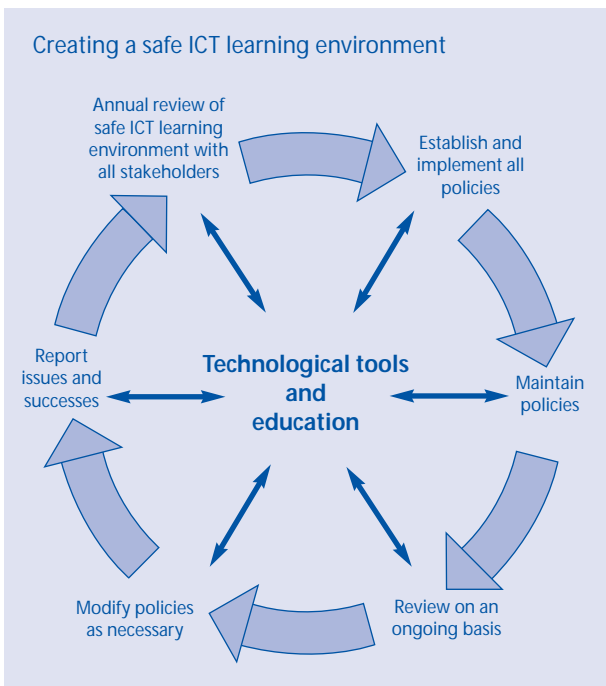 Creating a safe ICT learning environment
Annual review of
safe ICT learning
environment with
all stakeholders
Establish and
implement all
policies
Maintain
policies
Review on an
ongoing basis
Modify policies
as necessary
Report
issues and
successes
Technological tools
and
education